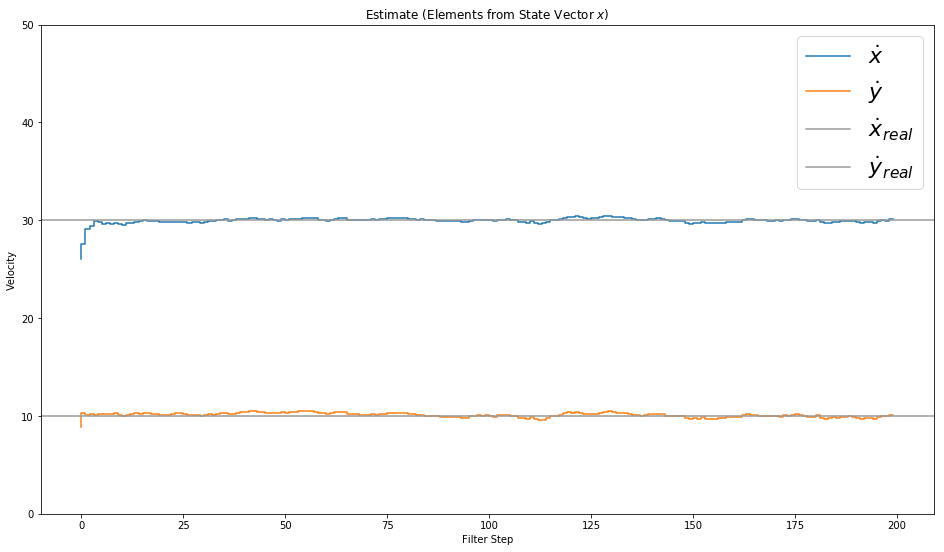 Estimate (Elements from State Vector x)
50
40
30
20
10
0
Velocity
ẋ
ẏ
ẋreal
ẏreal
0 25 50 75 100 125 150 175 200
Filter Step